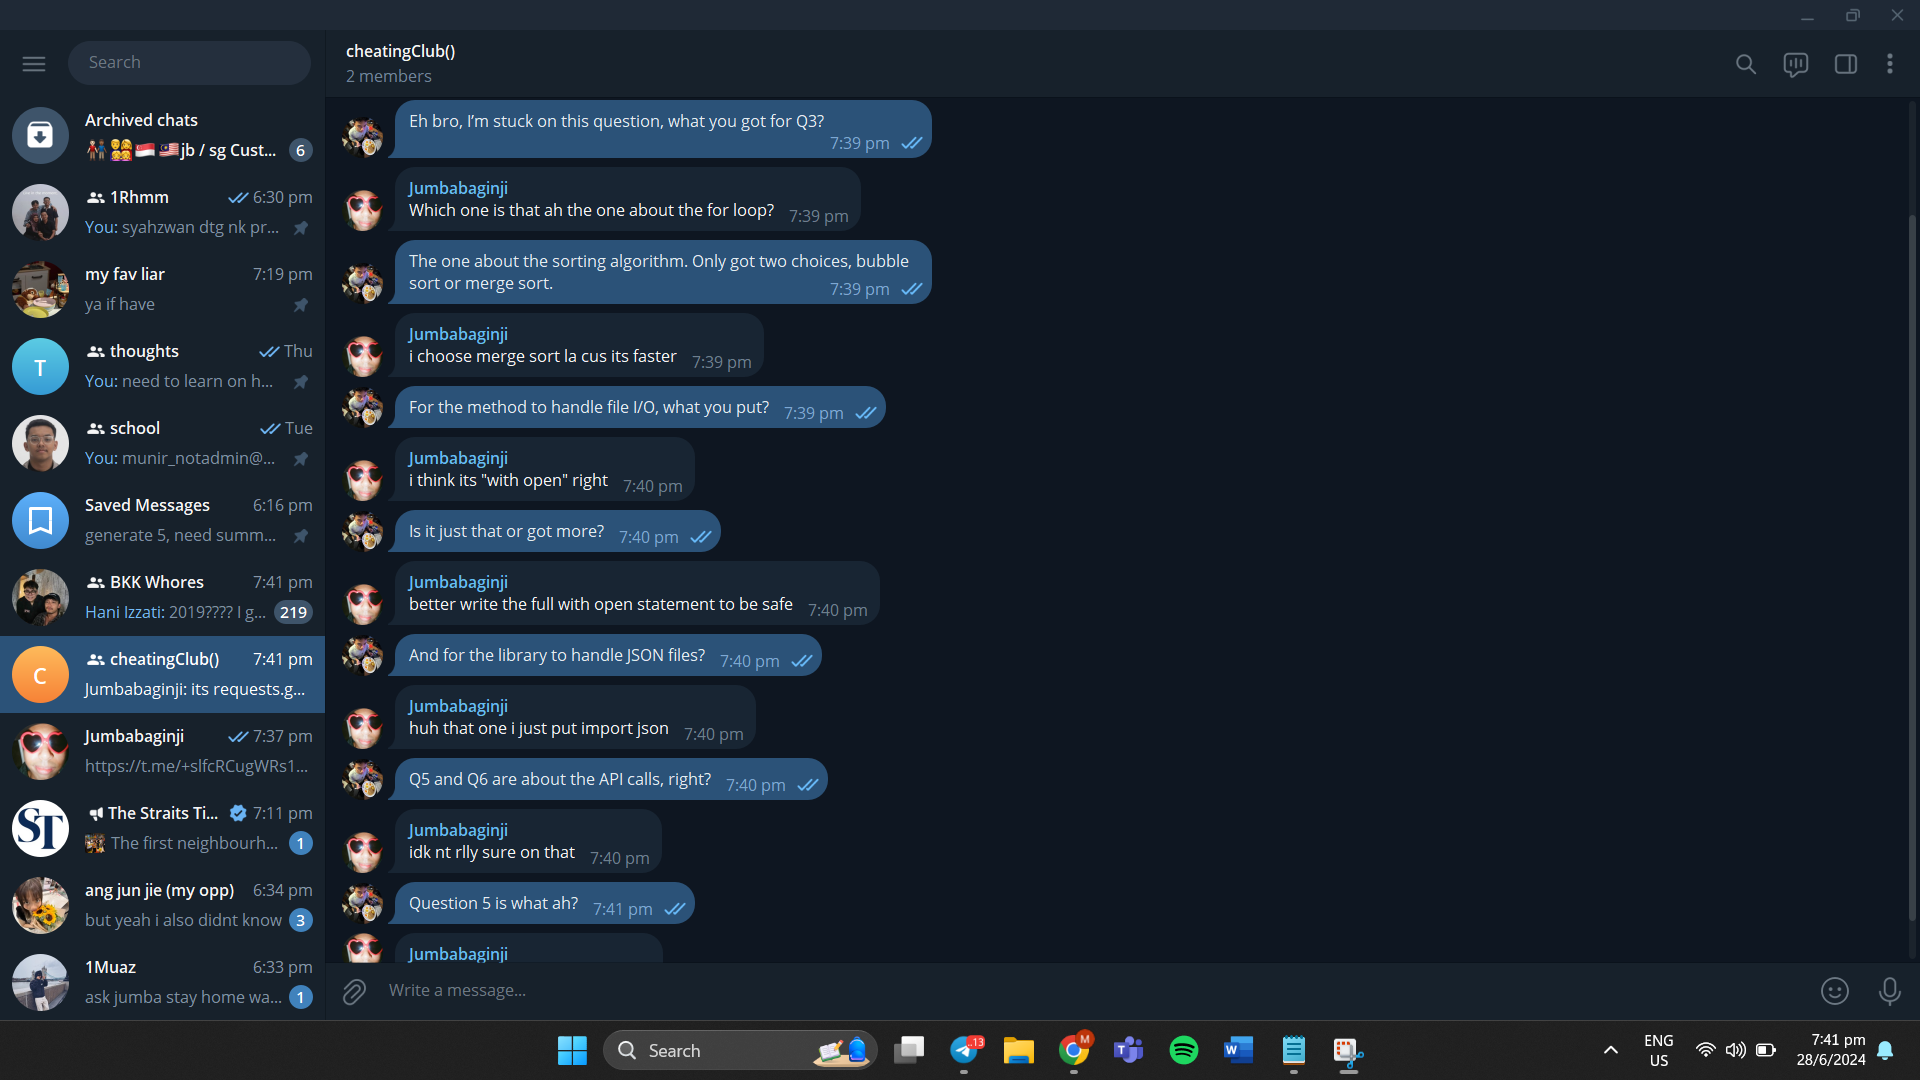 Search
Archived chats
jb / sg Cust...
6
1Rhmm
6:30 pm
You: syahzwan dtg nk pr...
my fav liar
7:19 pm
ya if have
T
thoughts
Thu
You: need to learn on h...
school
Tue
You: munir_notadmin@...
Saved Messages
6:16 pm
generate 5, need summ...
BKK Whores
7:41 pm
Hani Izzati: 2019???? I g...
219
C
cheatingClub()
7:41 pm
Jumbabaginji: its requests.g...
Jumbabaginji
7:37 pm
https://t.me/+slfcRCugWRs1...
ST
The Straits Ti...
7:11 pm
The first neighbourh...
1
ang jun jie (my opp)
6:34 pm
but yeah i also didnt know
3
1Muaz
6:33 pm
ask jumba stay home wa...
1
cheatingClub()
2 members
Eh bro, I’m stuck on this question, what you got for Q3?
7:39 pm
Jumbabaginji
Which one is that ah the one about the for loop?
7:39 pm
The one about the sorting algorithm. Only got two choices, bubble
sort or merge sort.
7:39 pm
Jumbabaginji
i choose merge sort la cus its faster
7:39 pm
For the method to handle file I/O, what you put?
7:39 pm
Jumbabaginji
i think its "with open" right
7:40 pm
Is it just that or got more?
7:40 pm
Jumbabaginji
better write the full with open statement to be safe
7:40 pm
And for the library to handle JSON files?
7:40 pm
Jumbabaginji
huh that one i just put import json
7:40 pm
Q5 and Q6 are about the API calls, right?
7:40 pm
Jumbabaginji
idk nt rlly sure on that
7:40 pm
Question 5 is what ah?
7:41 pm
Jumbabaginji
Write a message...
Search
..13
M
W
ENG
US
7:41 pm
28/6/2024